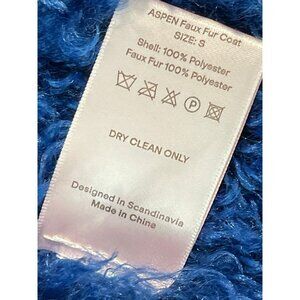 ASPEN Faux Fur Coat
SIZE: S
Shell: 100% Polyester
Faux Fur 100% Polyester
P
DRY CLEAN ONLY
Designed in Scandinavia
Made in China